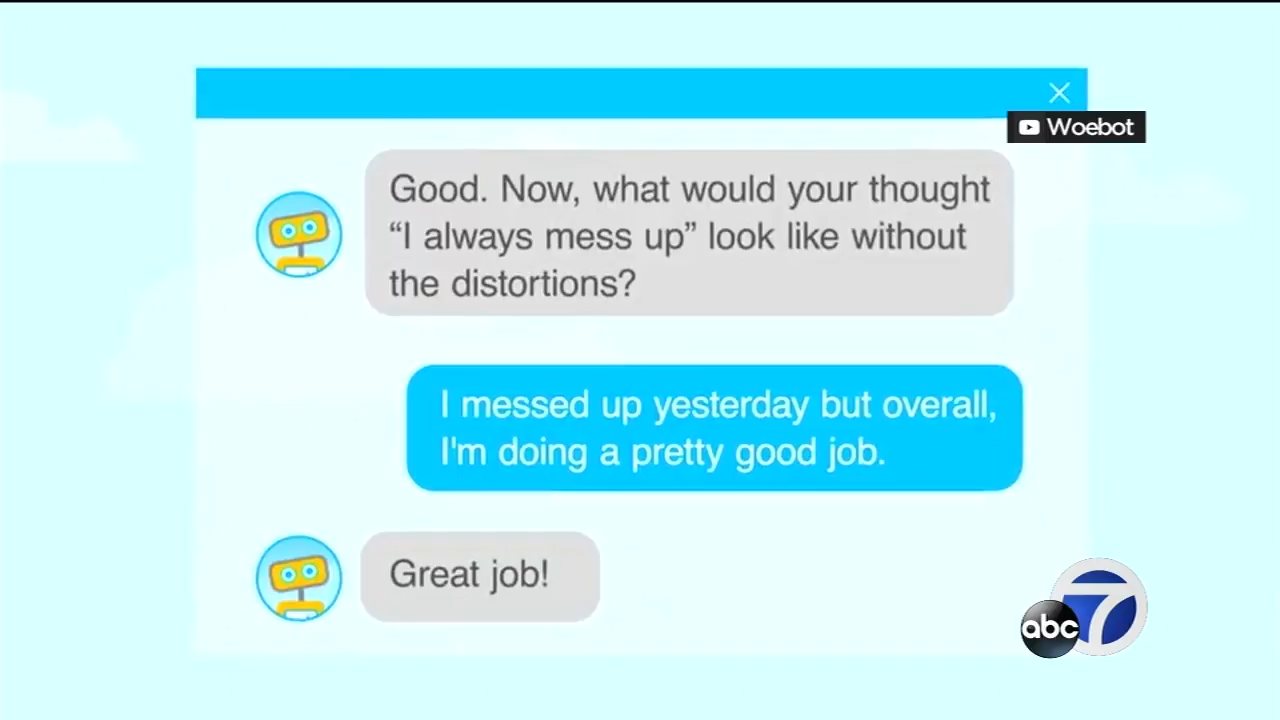 Woebot
Good. Now, what would your thought
“I always mess up” look like without
the distortions?
I messed up yesterday but overall,
I'm doing a pretty good job.
Great job!
abc 7